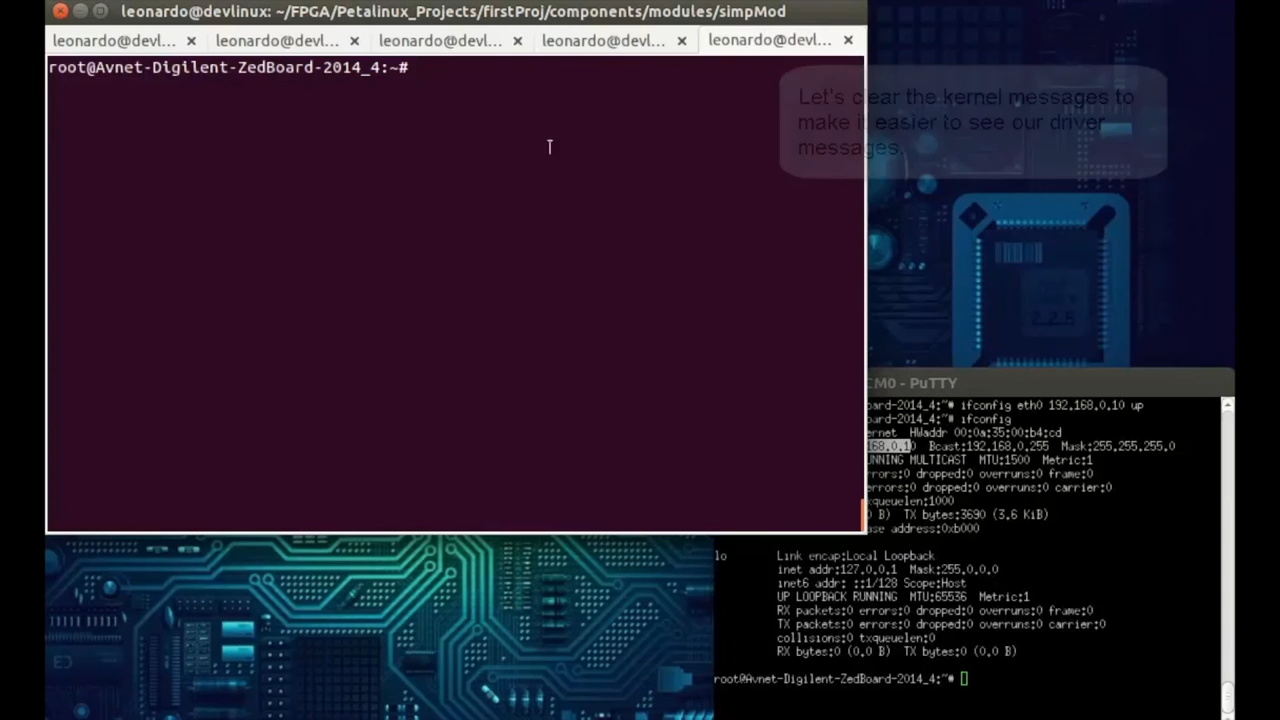 leonardo@devlinux: ~/FPGA/Petalinux_Projects/firstProj/components/modules/simpMod
leonardo@devl... leonardo@devl... leonardo@devl... leonardo@devl... leonardo@devl...
root@Avnet-Digilent-ZedBoard-2014_4:~#
Let's clear the kernel messages to
make it easier to see our driver
messages.
EM0 - PuTTY
ard-2014_4:~# ifconfig eth0 192.168.0.10 up
ard-2014_4:~# ifconfig
ernet HWaddr 00:0a:35:00:b4:cd
168.0.10 Bcast:192.168.0.255 Mask:255.255.255.0
UNNING MULTICAST MTU:1500 Metric:1
errors:0 dropped:0 overruns:0 frame:0
errors:0 dropped:0 overruns:0 carrier:0
xqueuelen:1000
0 B) TX bytes:3690 (3.6 KiB)
ase address:0xb000
lo Link encap:Local Loopback
inet addr:127.0.0.1 Mask:255.0.0.0
inet6 addr: ::1/128 Scope:Host
UP LOOPBACK RUNNING MTU:65536 Metric:1
RX packets:0 errors:0 dropped:0 overruns:0 frame:0
TX packets:0 errors:0 dropped:0 overruns:0 carrier:0
collisions:0 txqueuelen:0
RX bytes:0 (0.0 B) TX bytes:0 (0.0 B)
root@Avnet-Digilent-ZedBoard-2014_4:~#